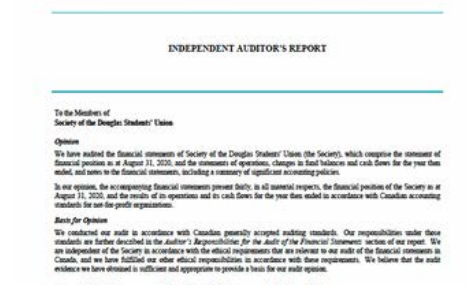 INDEPENDENT AUDITOR'S REPORT
To the Members of
Society of the Douglas Students' Union
Opinion
We have audited the financial statements of Society of the Douglas Students' Union (the Society), which comprise the statement of
financial position as at August 31, 2020, and the statements of operations, changes in fund balances and cash flows for the year then
ended, and notes to the financial statements, including a summary of significant accounting policies.
In our opinion, the accompanying financial statements present fairly, in all material respects, the financial position of the Society as at
August 31, 2020, and the results of its operations and its cash flows for the year then ended in accordance with Canadian accounting
standards for not-for-profit organizations.
Basis for Opinion
We conducted our audit in accordance with Canadian generally accepted auditing standards. Our responsibilities under those
standards are further described in the Auditor's Responsibilities for the Audit of the Financial Statements section of our report. We
are independent of the Society in accordance with the ethical requirements that are relevant to our audit of the financial statements in
Canada, and we have fulfilled our other ethical responsibilities in accordance with these requirements. We believe that the audit
evidence we have obtained is sufficient and appropriate to provide a basis for our audit opinion.